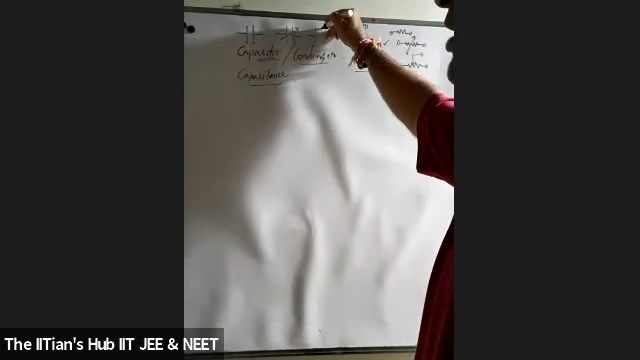 Capacitor / Condensor -
Capacitance
The IITian's Hub IIT JEE & NEET